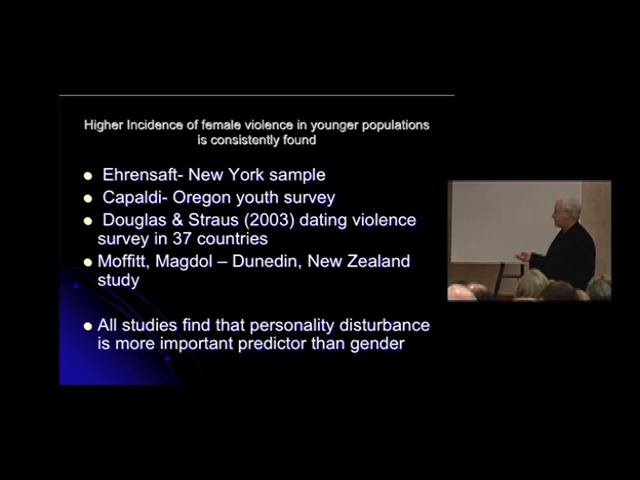 Higher Incidence of female violence in younger populations
is consistently found
Ehrensaft- New York sample
Capaldi- Oregon youth survey
Douglas & Straus (2003) dating violence
survey in 37 countries
Moffitt, Magdol – Dunedin, New Zealand
study
All studies find that personality disturbance
is more important predictor than gender